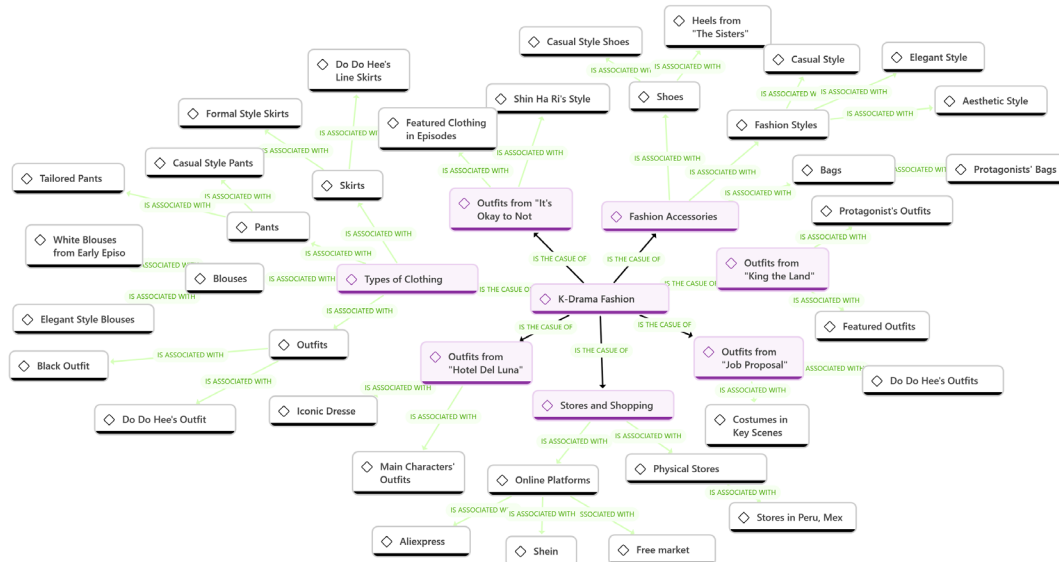 Heels from
"The Sisters"
Casual Style Shoes
Casual Style
Elegant Style
Do Do Hee's
Line Skirts
IS ASSOCIATED WITH
IS ASSOCIATED WITH
Shoes
IS ASSOCIATED W
IS ASSOCIATED WITH
Shin Ha Ri's Style
Aesthetic Style
Formal Style Skirts
Featured Clothing
in Episodes
Fashion Styles
IS ASSOCIATED WITH
IS ASSOCIATED WI
IS ASSOCIATED WITH
IS ASSOCIATED WITH
IS ASSOCIATED WITH
IS ASSOCIATED WITH
IS ASSOCIATED WITH
Casual Style Pants
IS ASSOCIATED WITH
Bags
Protagonists' Bags
Tailored Pants
Skirts
IS ASSOCIATED WITH
IS ASSOCIATED WITH
IS ASSOCIATED WITH
Outfits from "It's
Okay to Not
Fashion Accessories
Protagonist's Outfits
Pants
White Blouses
from Early Episo
IS ASSOCIATED WITH
IS THE CASUE OF
IS THE CASUE OF
IS ASSOCIATED WITH
Outfits from
"King the Land"
ASSOCIATED WITH
Blouses
IS ASSOCIATED WITH
Types of Clothing
IS THE CASUE OF
K-Drama Fashion
IS THE CASUE OF
IS ASSOCIATED WITH
IS ASSOCIATED WITH
Elegant Style Blouses
Featured Outfits
IS ASSOCIATED WITH
IS THE CASUE OF
IS THE CASUE OF
Outfits
IS THE CASUE OF
Outfits from
"Hotel Del Luna"
Outfits from
"Job Proposal"
Black Outfit
IS ASSOCIATED WITH
ASSOCIATED WITH
Do Do Hee's Outfits
IS ASSOCIATED WITH
IS ASSOCIATED WITH
IS ASSOCIATED WITH
Do Do Hee's Outfit
Iconic Dresse
IS ASSOCIATED WITH
Stores and Shopping
Costumes in
Key Scenes
IS ASSOCIATED WITH
IS ASSOCIATED WITH
Main Characters'
Outfits
Online Platforms
Physical Stores
IS ASSOCIATED WITH
IS ASSOCIATED W
IS ASSOCIATED WITH
SSOCIATED WITH
Stores in Peru, Mex
Aliexpress
Shein
Free market